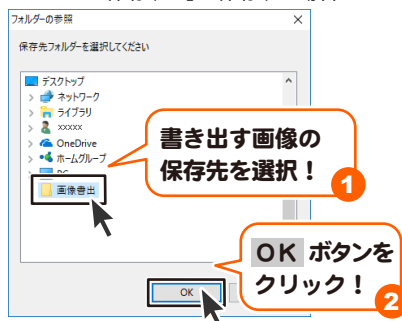 フォルダーの参照
保存先フォルダーを選択してください
デスクトップ
ネットワーク
ライブラリ
xxxxx
OneDrive
ホームグループ
PC
画像書出
書き出す画像の
保存先を選択！
1
OK ボタンを
クリック！
2
OK